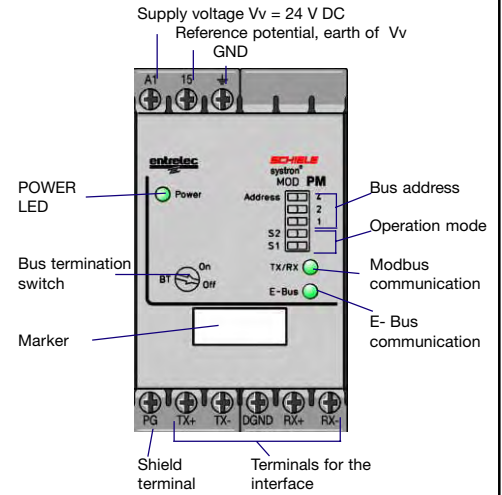 Supply voltage Vv = 24 V DC
Reference potential, earth of Vv
GND
A1 15
entrelec
SCHIELE
systron®
MOD PM
POWER
LED
Power
Address 4
2
1
S2
S1
Bus address
Operation mode
Bus termination
switch
BT On
Off
TX/RX
E-Bus
Modbus
communication
E- Bus
communication
Marker
PG TX+ TX- DGND RX+ RX-
Shield
terminal
Terminals for the
interface